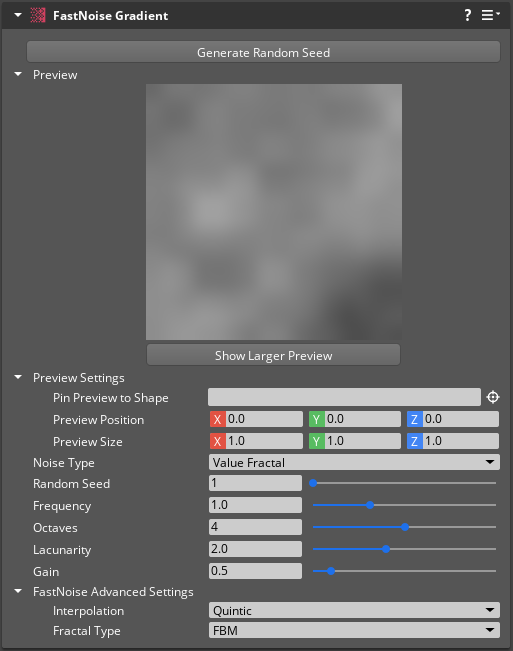 FastNoise Gradient ?
Generate Random Seed
Preview
Show Larger Preview
Preview Settings
Pin Preview to Shape
Preview Position X 0.0 Y 0.0 Z 0.0
Preview Size X 1.0 Y 1.0 Z 1.0
Noise Type Value Fractal
Random Seed 1
Frequency 1.0
Octaves 4
Lacunarity 2.0
Gain 0.5
FastNoise Advanced Settings
Interpolation Quintic
Fractal Type FBM